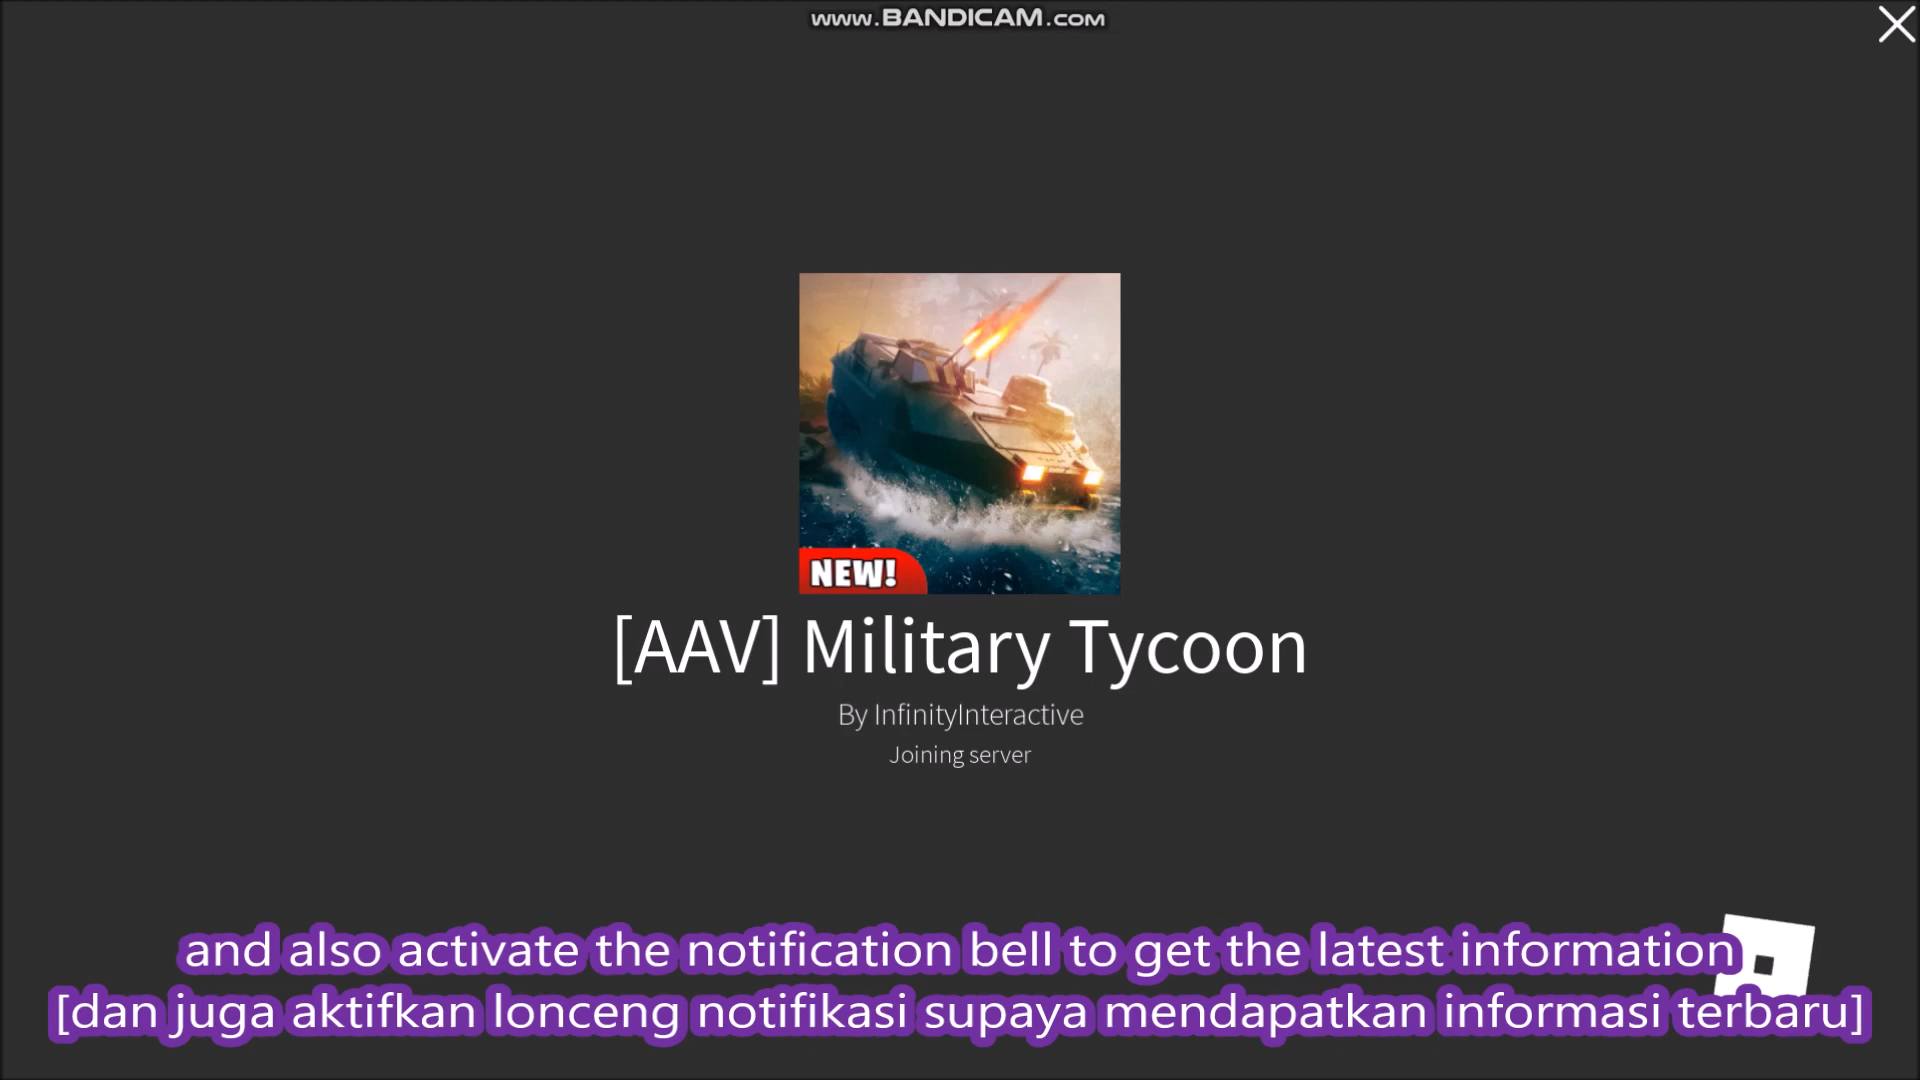 www.BANDICAM.com
NEW!
[AAV] Military Tycoon
By InfinityInteractive
Joining server
and also activate the notification bell to get the latest information
[dan juga aktifkan lonceng notifikasi supaya mendapatkan informasi terbaru]